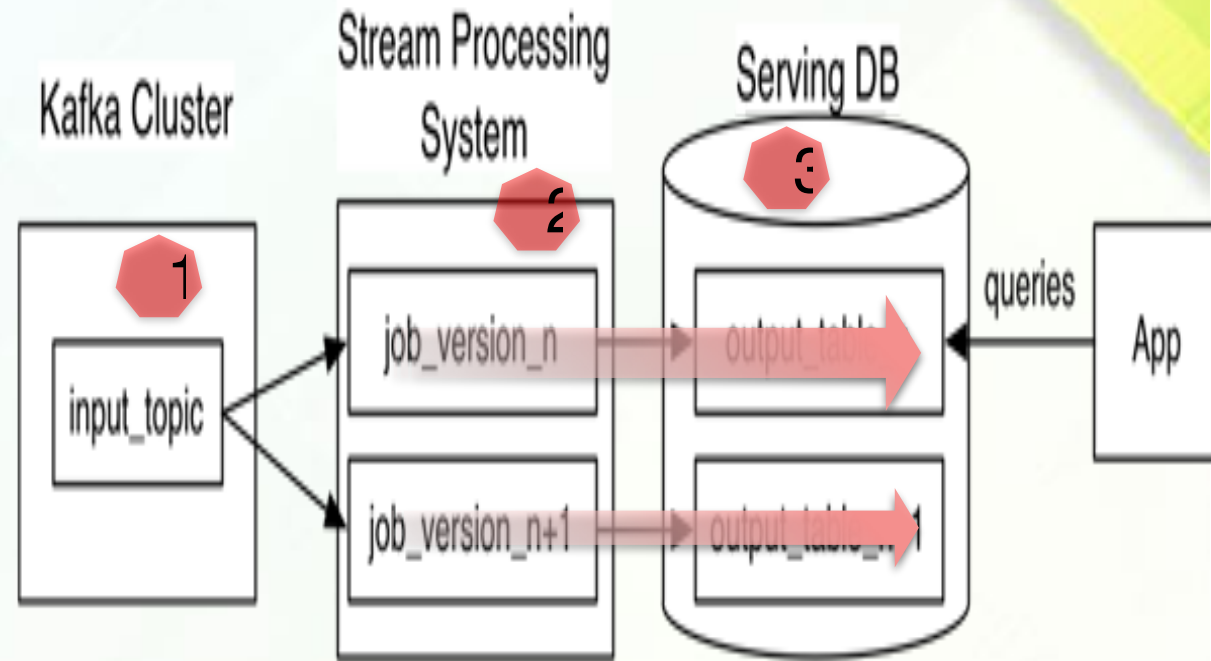 Kafka Cluster
Stream Processing
System
Serving DB
1
2
3
input_topic
job_version_n
job_version_n+1
queries
App